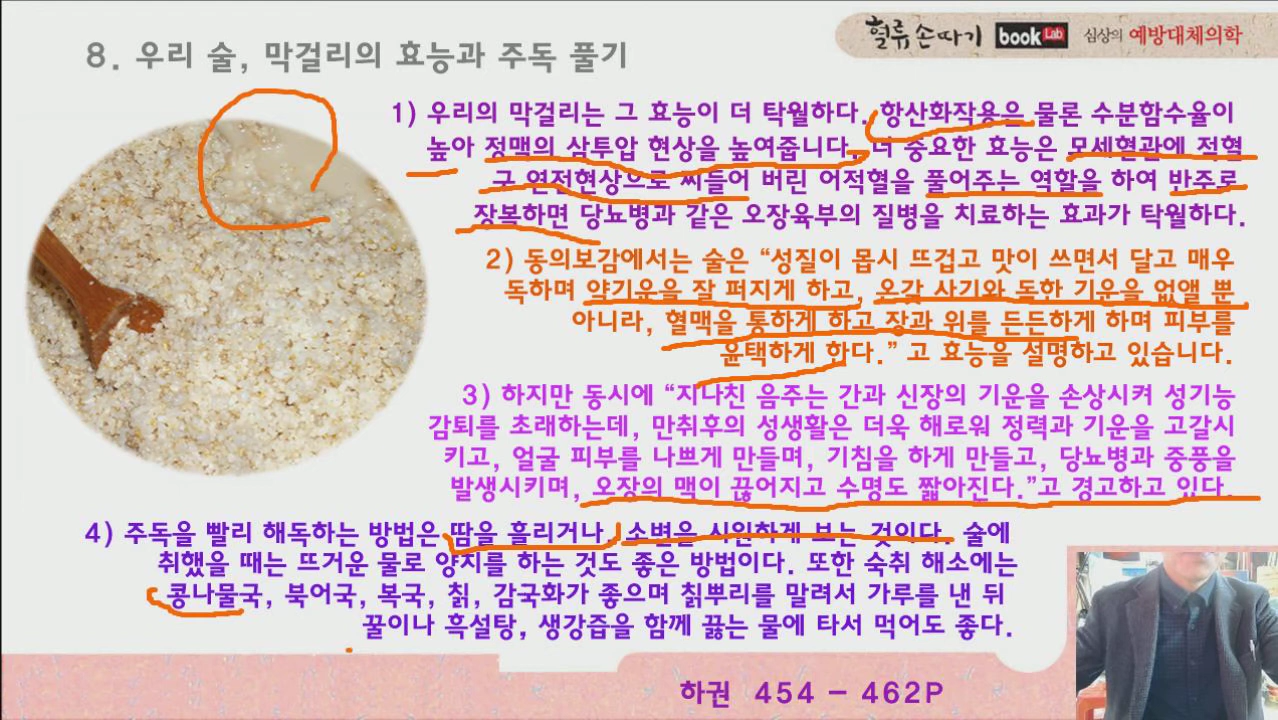 8. 우리 술, 막걸리의 효능과 주독 풀기
혈류 손따기 book Lab 심상의 예방대체의학
1) 우리의 막걸리는 그 효능이 더 탁월하다. 항산화작용은 물론 수분함수율이
높아 정맥의 삼투압 현상을 높여줍니다. 더 중요한 효능은 모세혈관에 적혈
구 연전현상으로 찌들어 버린 어적혈을 풀어주는 역할을 하여 반주로
장복하면 당뇨병과 같은 오장육부의 질병을 치료하는 효과가 탁월하다.
2) 동의보감에서는 술은 “성질이 몹시 뜨겁고 맛이 쓰면서 달고 매우
독하며 약기운을 잘 퍼지게 하고, 온갖 사기와 독한 기운을 없앨 뿐
아니라, 혈맥을 통하게 하고 장과 위를 든든하게 하며 피부를
윤택하게 한다.” 고 효능을 설명하고 있습니다.
3) 하지만 동시에 “지나친 음주는 간과 신장의 기운을 손상시켜 성기능
감퇴를 초래하는데, 만취후의 성생활은 더욱 해로워 정력과 기운을 고갈시
키고, 얼굴 피부를 나쁘게 만들며, 기침을 하게 만들고, 당뇨병과 중풍을
발생시키며, 오장의 맥이 끊어지고 수명도 짧아진다.”고 경고하고 있다.
4) 주독을 빨리 해독하는 방법은 땀을 흘리거나, 소변을 시원하게 보는 것이다. 술에
취했을 때는 뜨거운 물로 양치를 하는 것도 좋은 방법이다. 또한 숙취 해소에는
콩나물국, 북어국, 복국, 칡, 감국화가 좋으며 칡뿌리를 말려서 가루를 낸 뒤
꿀이나 흑설탕, 생강즙을 함께 끓는 물에 타서 먹어도 좋다.
하권 454 - 462P